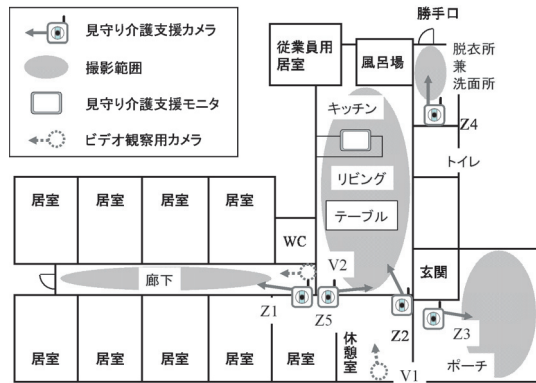 見守り介護支援カメラ
撮影範囲
見守り介護支援モニタ
ビデオ観察用カメラ
勝手口
従業員用
居室
風呂場
脱衣所
兼
洗面所
キッチン
Z4
トイレ
リビング
テーブル
居室
居室
居室
居室
WC
V2
玄関
廊下
Z1
Z5
Z2
Z3
居室
居室
居室
居室
居室
休憩室
V1
ポーチ